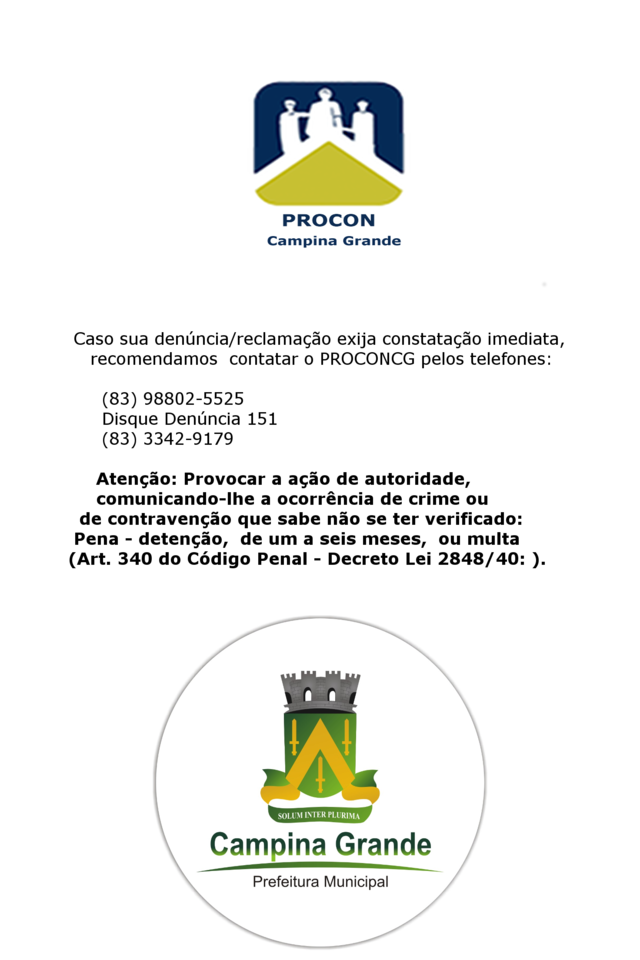 PROCON
Campina Grande
Caso sua denúncia/reclamação exija constatação imediata,
recomendamos contatar o PROCONCG pelos telefones:
(83) 98802-5525
Disque Denúncia 151
(83) 3342-9179
Atenção: Provocar a ação de autoridade,
comunicando-lhe a ocorrência de crime ou
de contravenção que sabe não se ter verificado:
Pena - detenção, de um a seis meses, ou multa
(Art. 340 do Código Penal - Decreto Lei 2848/40: ).
SOLUM INTER PLURIMA
Campina Grande
Prefeitura Municipal